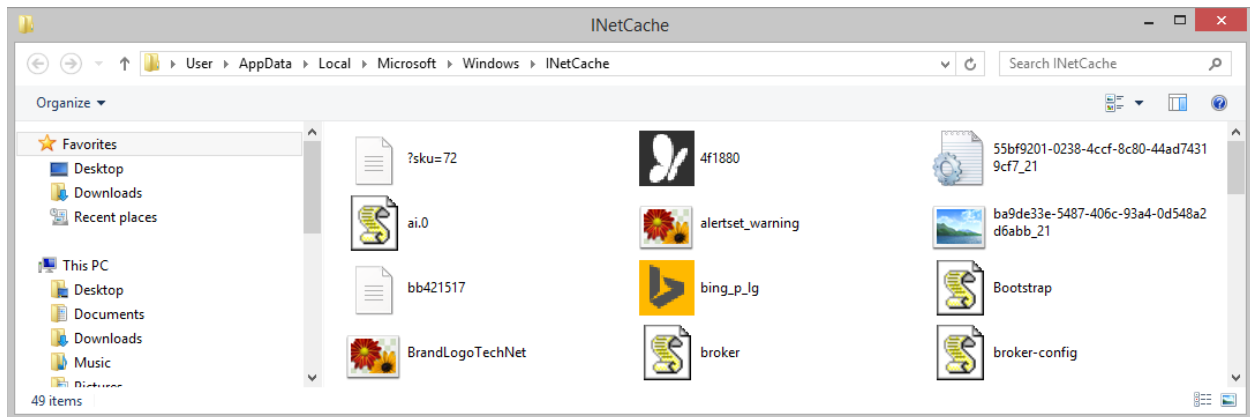 INetCache
User AppData Local Microsoft Windows INetCache
Search INetCache
Organize
Favorites
Desktop
Downloads
Recent places
This PC
Desktop
Documents
Downloads
Music
Pictures
?sku=72
4f1880
55bf9201-0238-4ccf-8c80-44ad7431
9cf7_21
ai.0
alertset_warning
ba9de33e-5487-406c-93a4-0d548a2
d6abb_21
bb421517
bing_p_lg
Bootstrap
BrandLogoTechNet
broker
broker-config
49 items